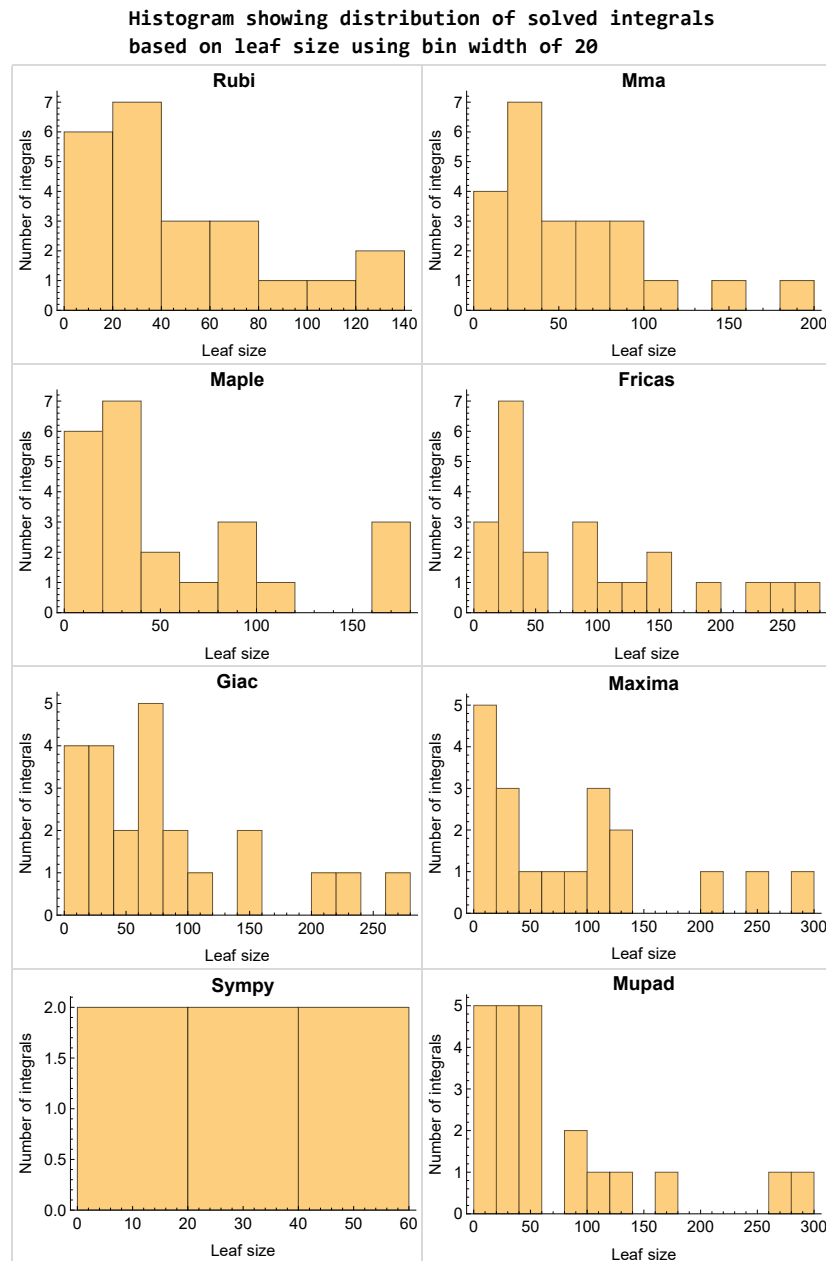 Histogram showing distribution of solved integrals
based on leaf size using bin width of 20
Rubi
Number of integrals
7
6
5
4
3
2
1
0
0 20 40 60 80 100 120 140
Leaf size
Mma
Number of integrals
7
6
5
4
3
2
1
0
0 50 100 150 200
Leaf size
Maple
Number of integrals
7
6
5
4
3
2
1
0
0 50 100 150
Leaf size
Fricas
Number of integrals
7
6
5
4
3
2
1
0
0 50 100 150 200 250
Leaf size
Giac
Number of integrals
5
4
3
2
1
0
0 50 100 150 200 250
Leaf size
Maxima
Number of integrals
5
4
3
2
1
0
0 50 100 150 200 250 300
Leaf size
Sympy
Number of integrals
2.0
1.5
1.0
0.5
0.0
0 10 20 30 40 50 60
Leaf size
Mupad
Number of integrals
5
4
3
2
1
0
0 50 100 150 200 250 300
Leaf size